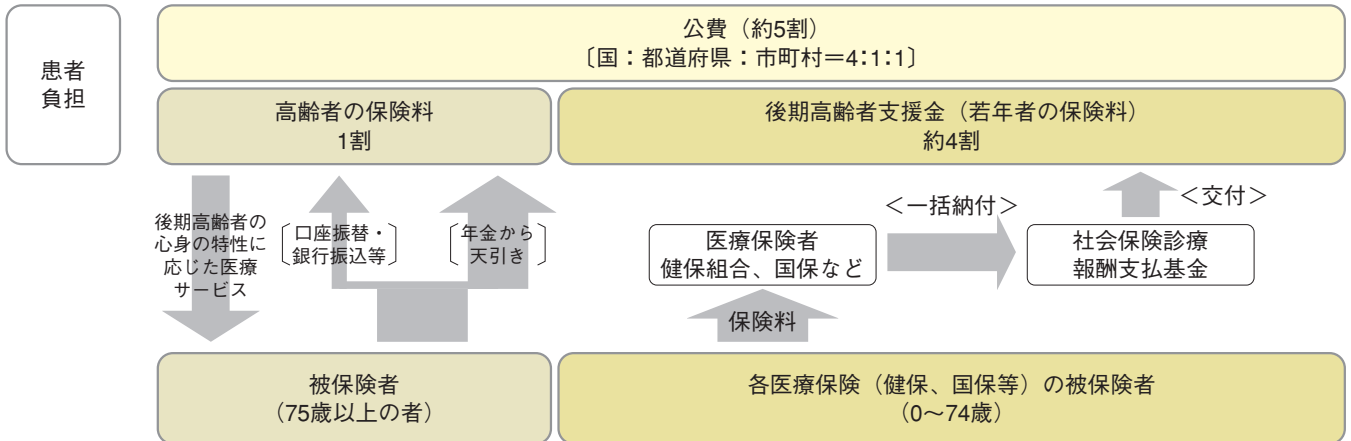 患者
負担
公費（約5割）
〔国：都道府県：市町村＝4:1:1〕
高齢者の保険料
1割
後期高齢者支援金（若年者の保険料）
約4割
後期高齢者の
心身の特性に
応じた医療
サービス
口座振替・
銀行振込等
年金から
天引き
医療保険者
健保組合、国保など
＜一括納付＞
＜交付＞
社会保険診療
報酬支払基金
保険料
被保険者
（75歳以上の者）
各医療保険（健保、国保等）の被保険者
（0～74歳）